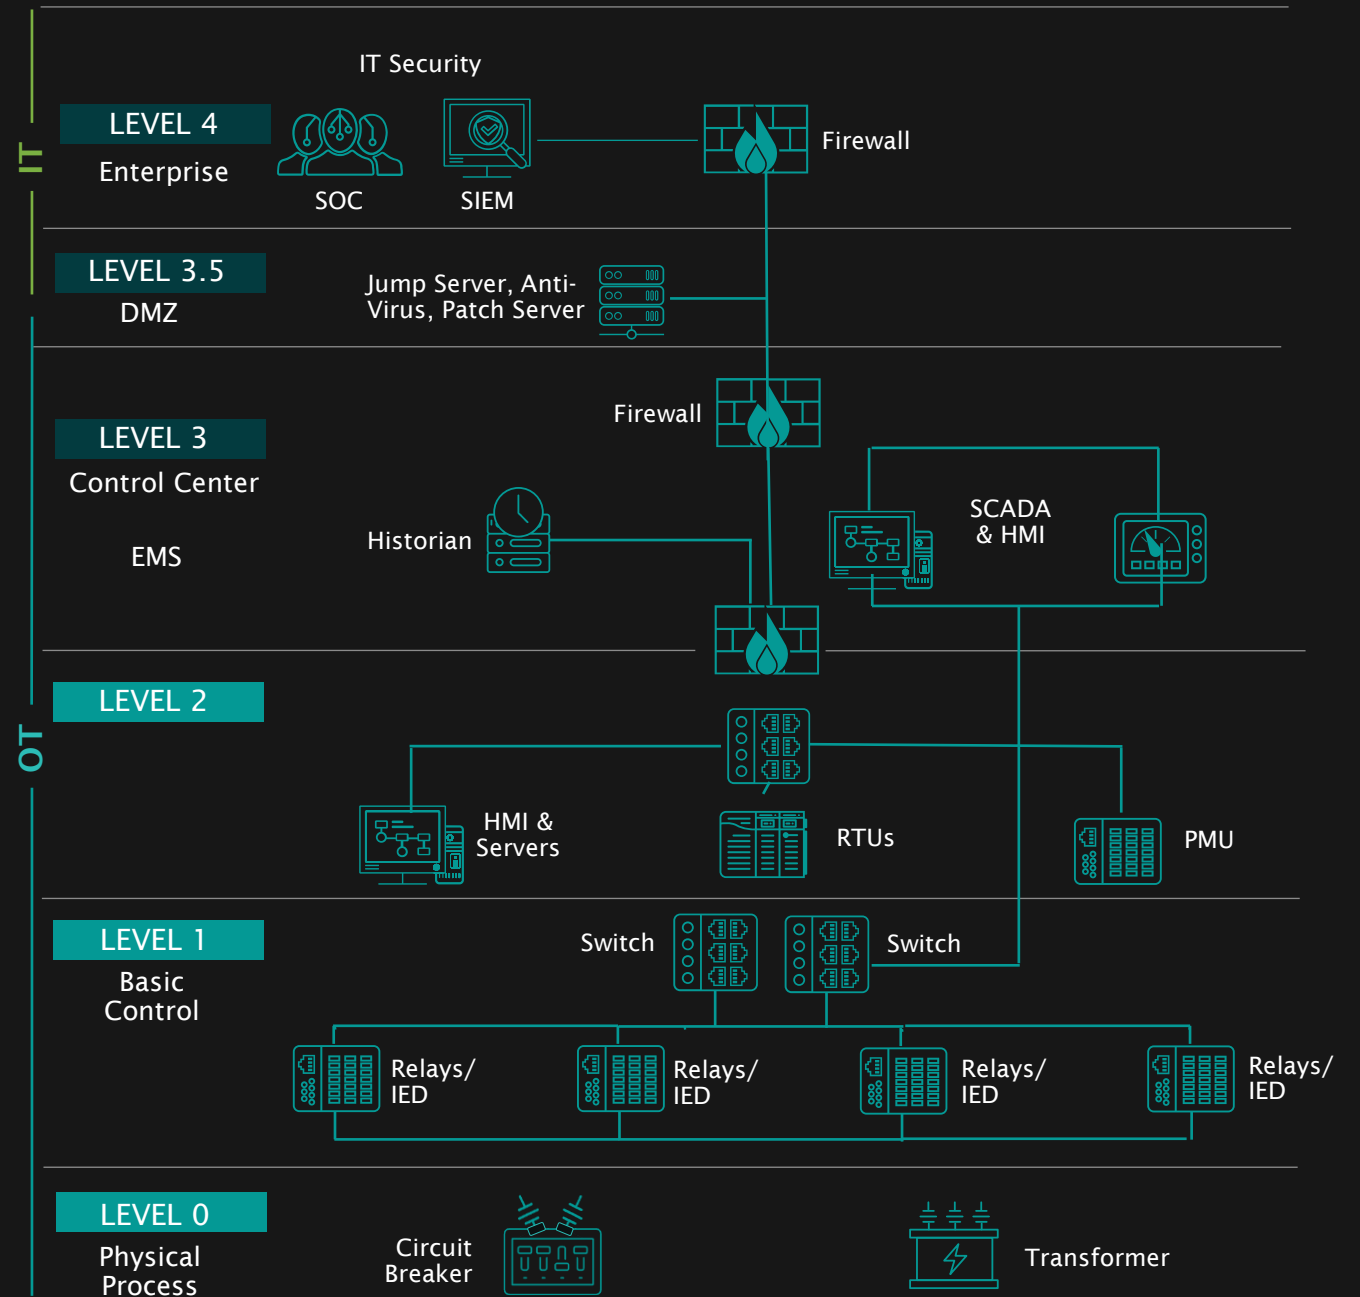 IT Security
LEVEL 4
Enterprise
SOC
SIEM
Firewall
IT
LEVEL 3.5
DMZ
Jump Server, Anti-
Virus, Patch Server
Firewall
LEVEL 3
Control Center
EMS
Historian
SCADA
& HMI
LEVEL 2
OT
HMI &
Servers
RTUs
PMU
LEVEL 1
Basic
Control
Switch
Switch
Relays/
IED
Relays/
IED
Relays/
IED
Relays/
IED
LEVEL 0
Physical
Process
Circuit
Breaker
Transformer